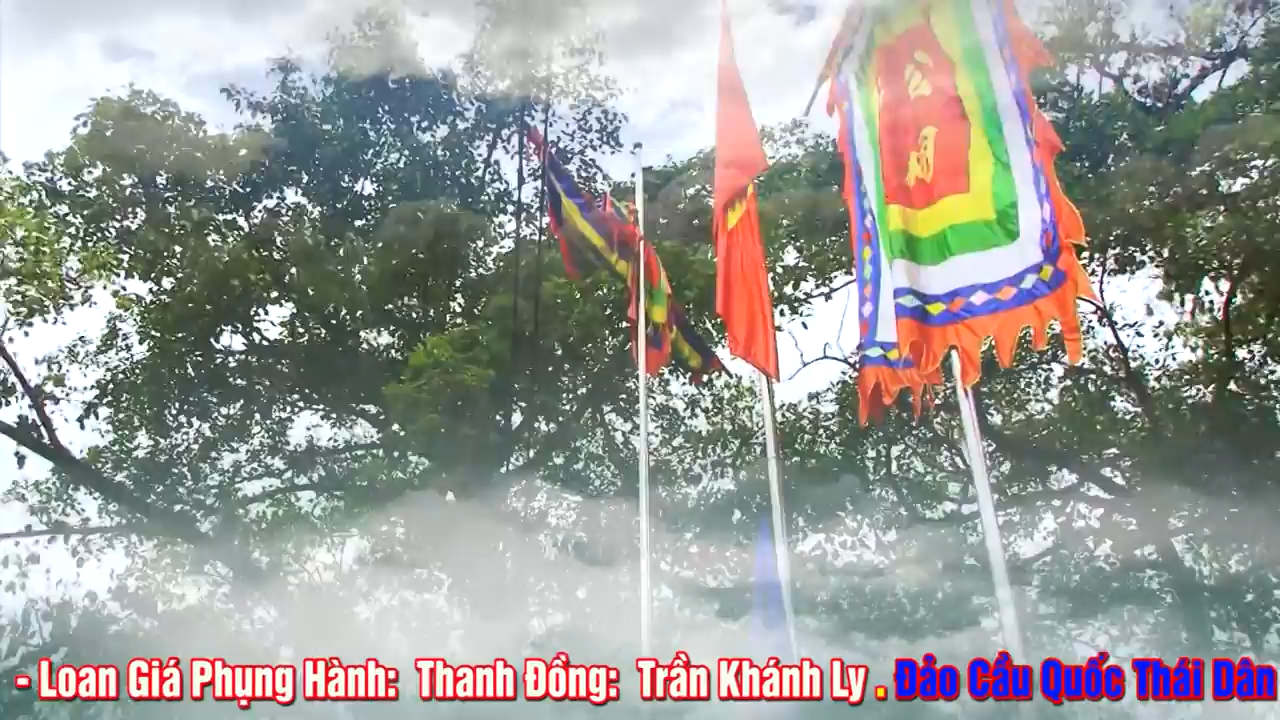 - Loan Giá Phụng Hành: Thanh Đồng: Trần Khánh Ly . Đảo Cầu Quốc Thái Dân